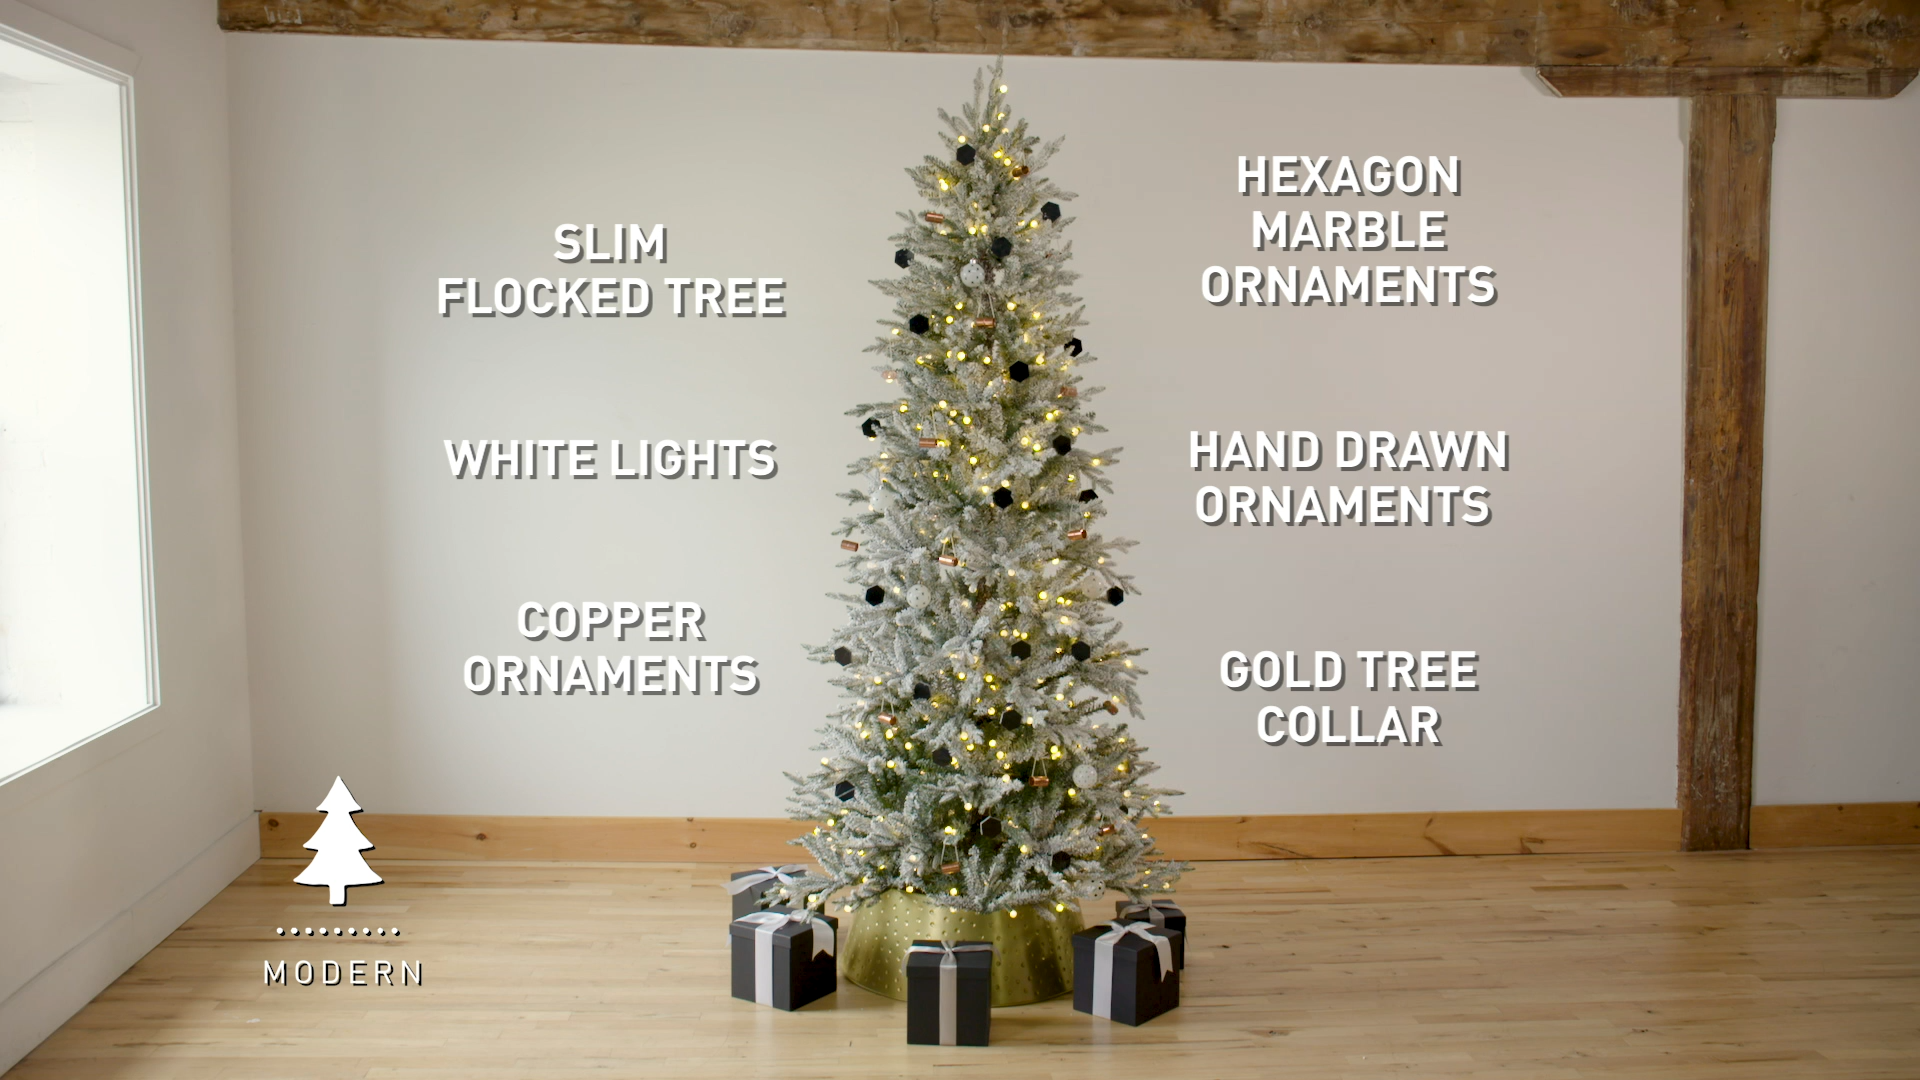 SLIM
FLOCKED TREE
WHITE LIGHTS
COPPER
ORNAMENTS
HEXAGON
MARBLE
ORNAMENTS
HAND DRAWN
ORNAMENTS
GOLD TREE
COLLAR
MODERN